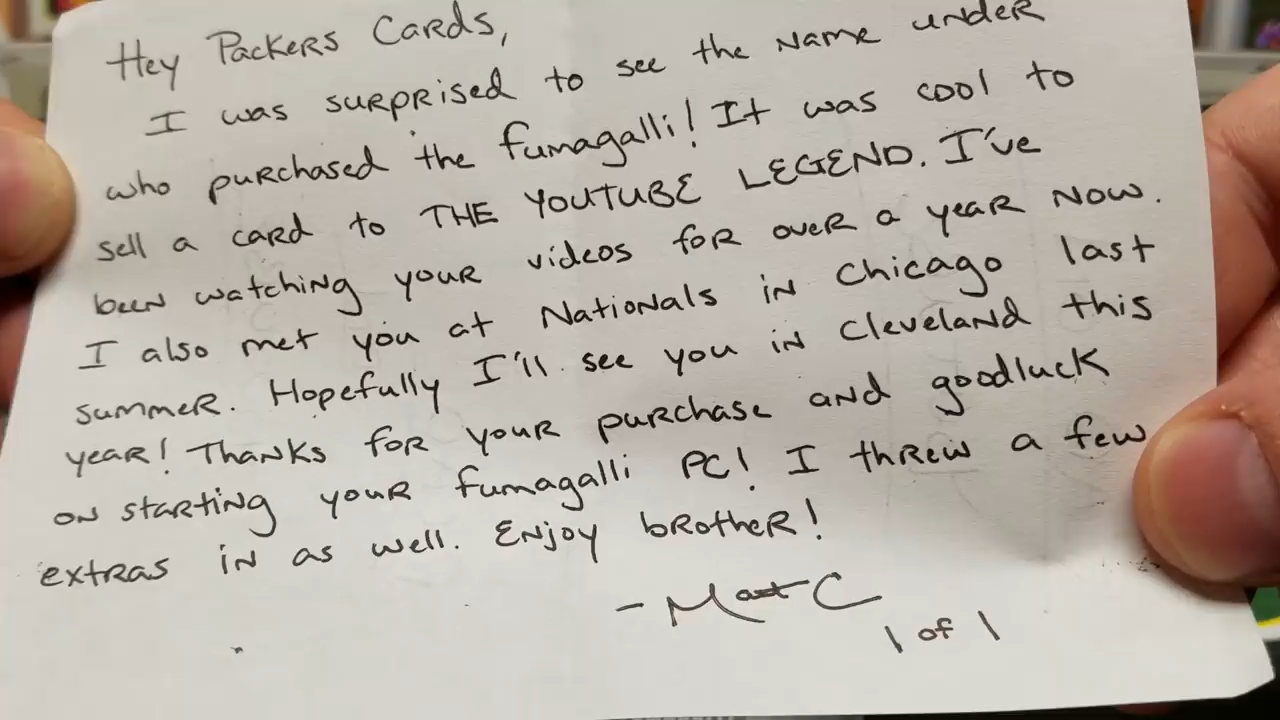 Hey Packers Cards,
I was surprised to see the name under
who purchased the fumagalli! It was cool to
sell a card to THE YOUTUBE LEGEND. I've
been watching your videos for over a year now.
I also met you at Nationals in Chicago last
summer. Hopefully I'll see you in Cleveland this
year! Thanks for your purchase and goodluck
on starting your fumagalli PC! I threw a few
extras in as well. Enjoy brother!
- Matt C
1 of 1